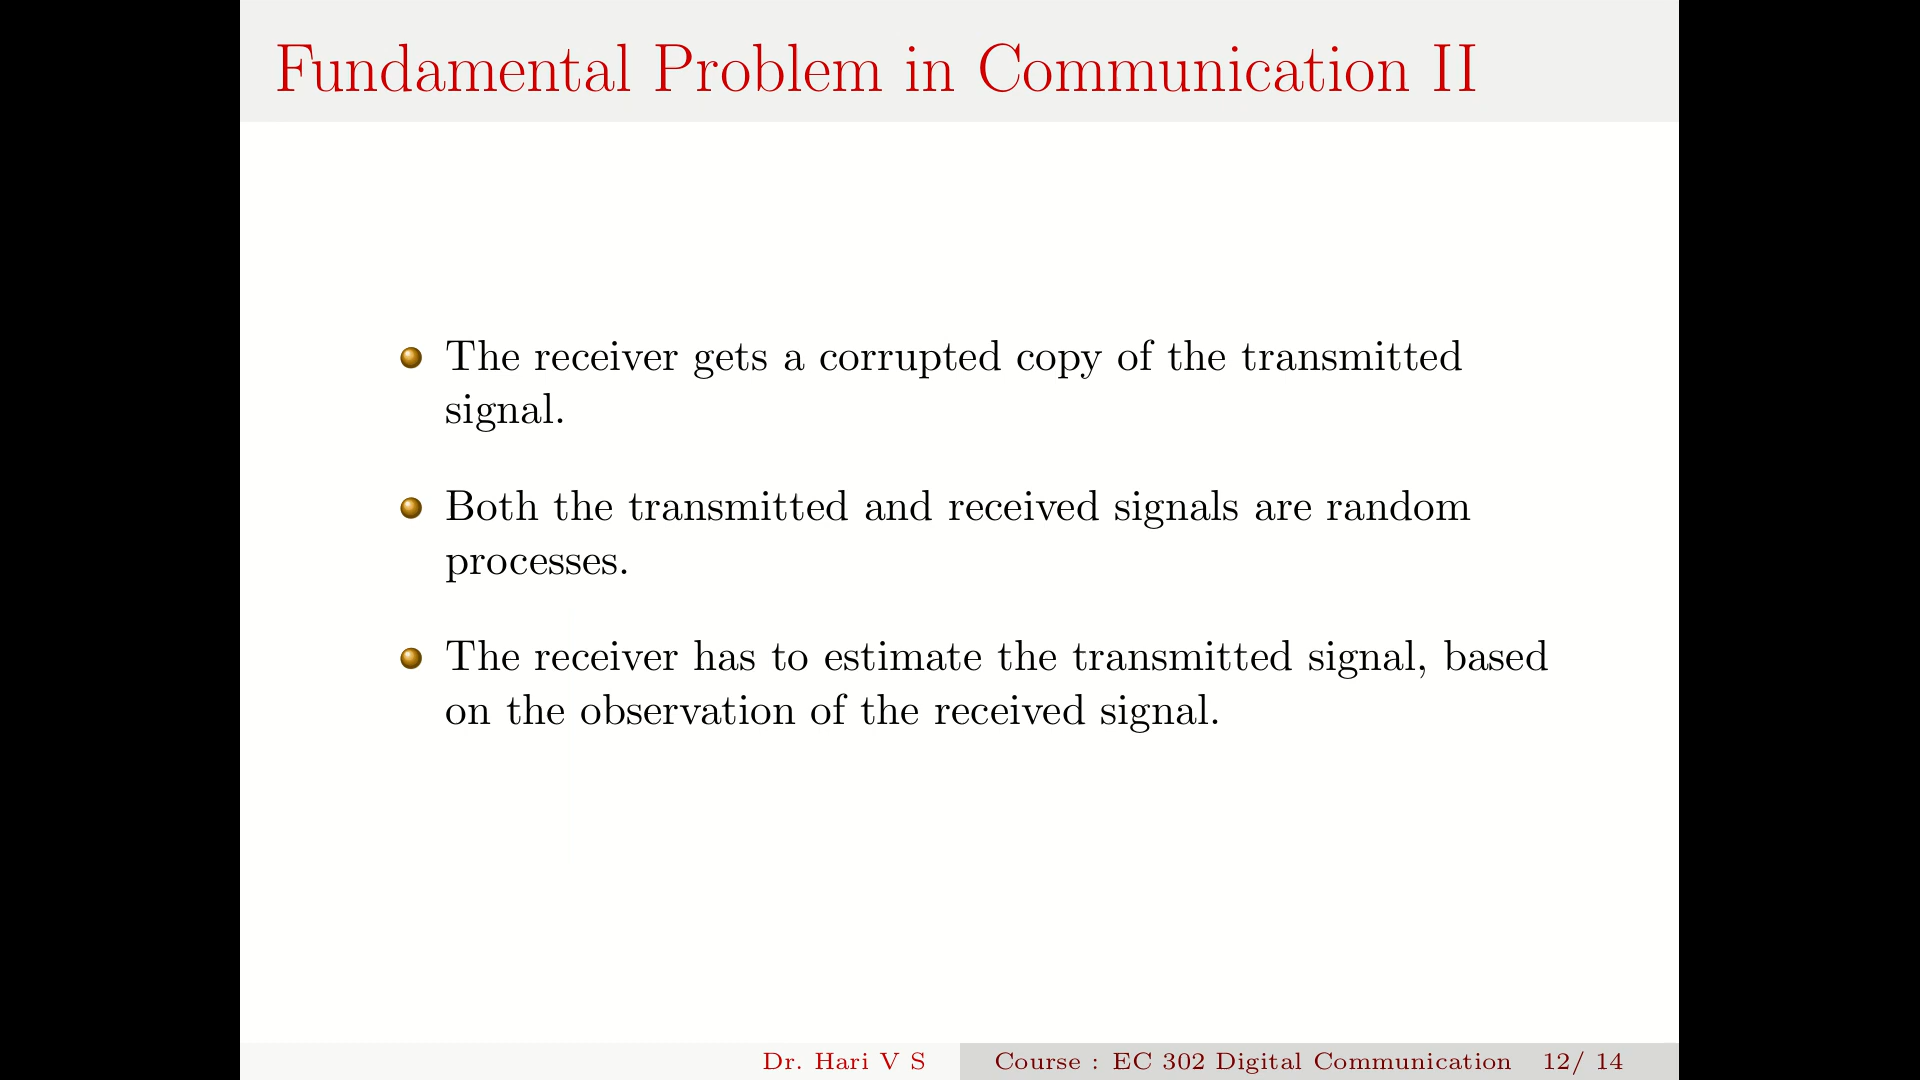 Fundamental Problem in Communication II
The receiver gets a corrupted copy of the transmitted
signal.
Both the transmitted and received signals are random
processes.
The receiver has to estimate the transmitted signal, based
on the observation of the received signal.
Dr. Hari V S Course : EC 302 Digital Communication 12/ 14